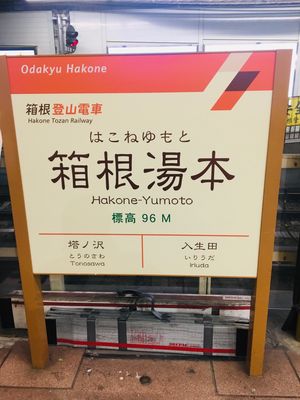 Odakyu Hakone
箱根登山電車
Hakone Tozan Railway
はこねゆもと
箱根湯本
Hakone-Yumoto
標高 96 M
塔ノ沢
とうのさわ
Tonosawa
入生田
いりうだ
Iriuda